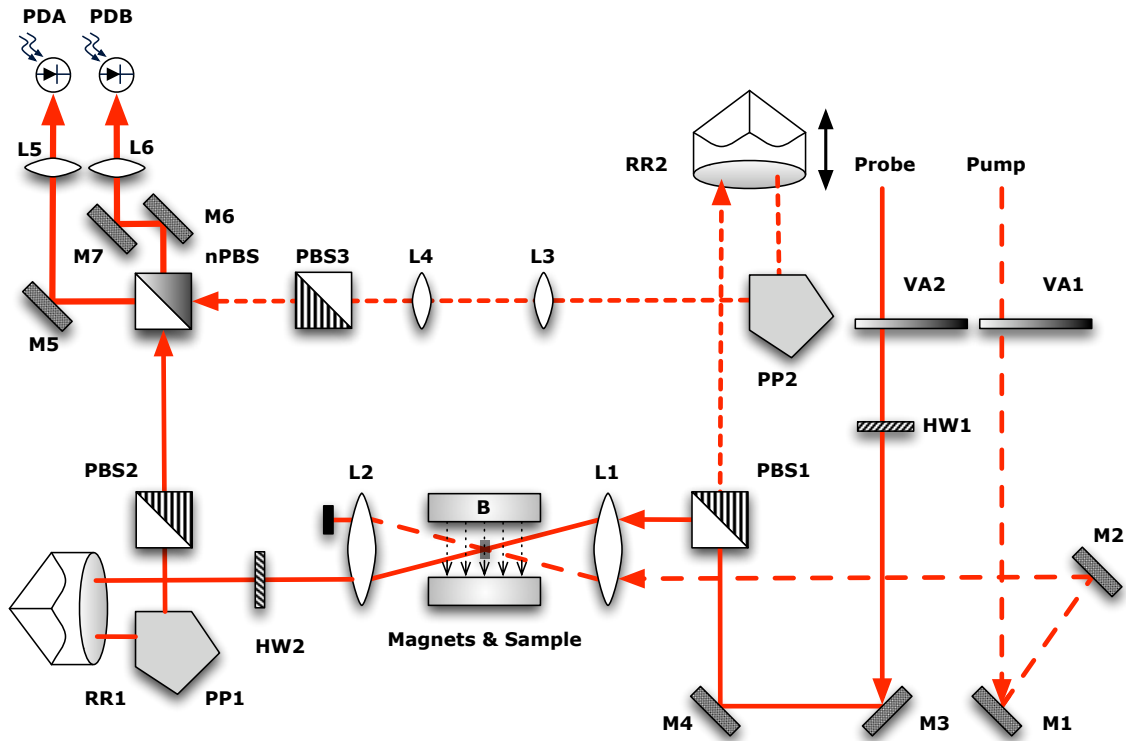 PDA PDB
L5 L6
RR2
Probe Pump
M6
M7
nPBS PBS3 L4 L3
VA2 VA1
M5
PP2
HW1
PBS2 L2 L1 PBS1
B
M2
HW2
Magnets & Sample
RR1 PP1
M4 M3 M1